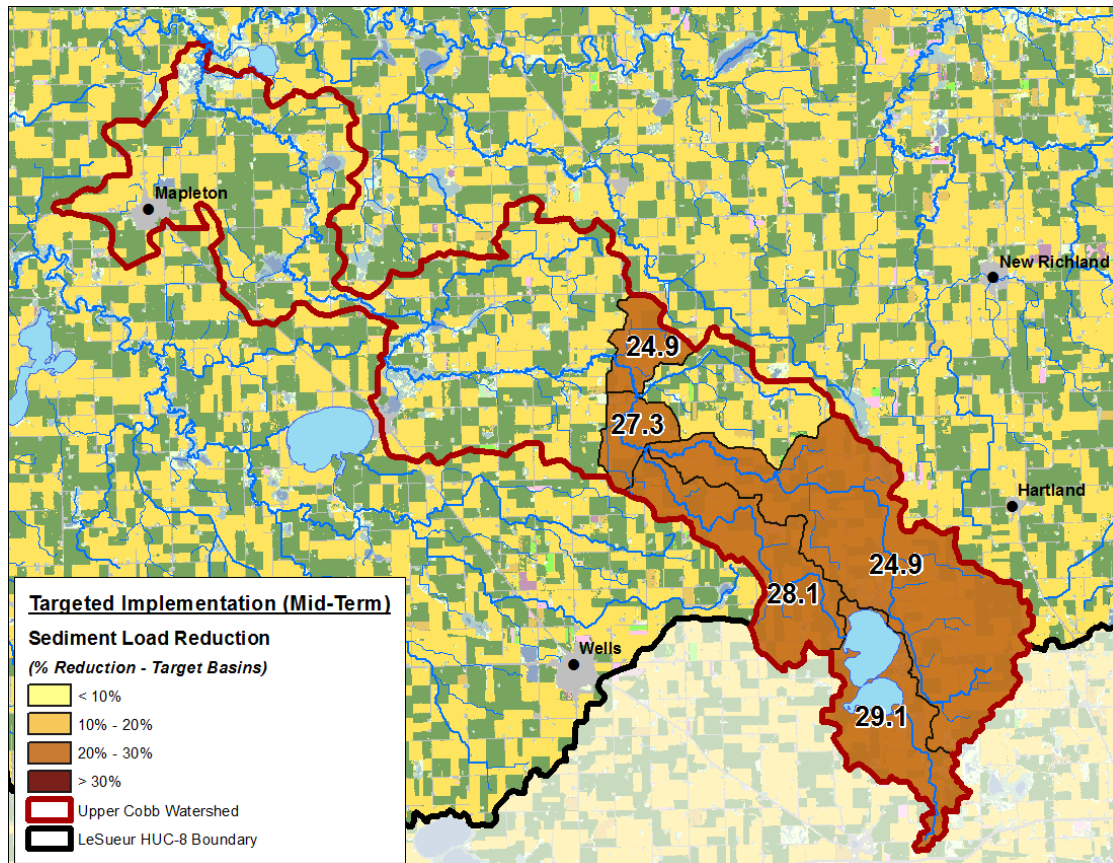 Mapleton
New Richland
24.9
27.3
Hartland
24.9
28.1
Wells
29.1
Targeted Implementation (Mid-Term)
Sediment Load Reduction
(% Reduction - Target Basins)
< 10%
10% - 20%
20% - 30%
> 30%
Upper Cobb Watershed
LeSueur HUC-8 Boundary